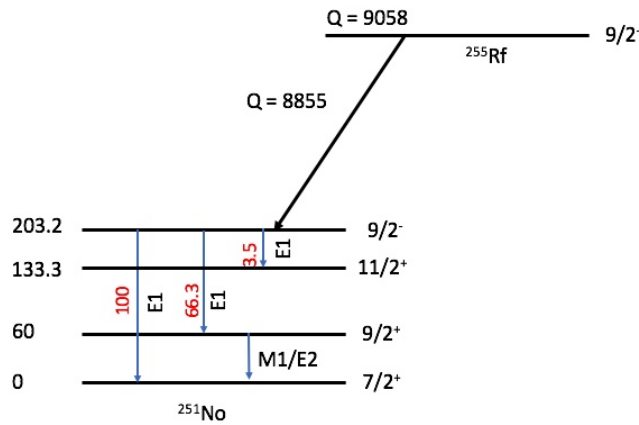 Q = 9058
9/2⁻
²⁵⁵Rf
Q = 8855
203.2
9/2⁻
3.5
E1
133.3
11/2⁺
100
E1
66.3
E1
60
9/2⁺
M1/E2
0
7/2⁺
²⁵¹No